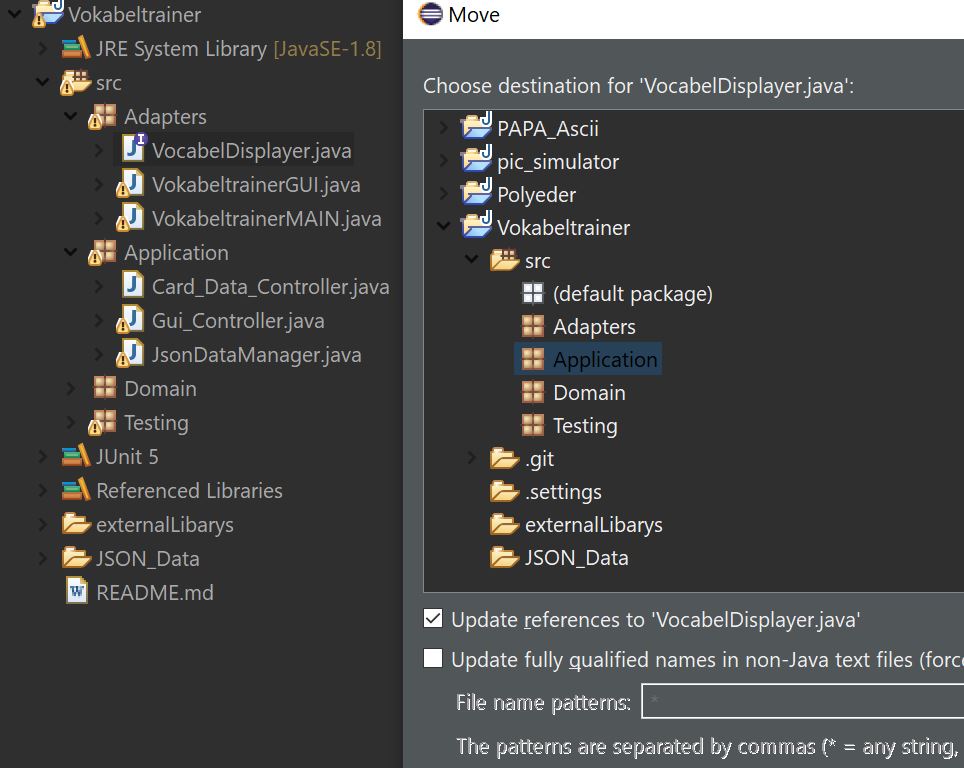 Vokabeltrainer
JRE System Library [JavaSE-1.8]
src
Adapters
VocabelDisplayer.java
VokabeltrainerGUI.java
VokabeltrainerMAIN.java
Application
Card_Data_Controller.java
Gui_Controller.java
JsonDataManager.java
Domain
Testing
JUnit 5
Referenced Libraries
externalLibarys
JSON_Data
README.md
Move
Choose destination for 'VocabelDisplayer.java':
PAPA_Ascii
pic_simulator
Polyeder
Vokabeltrainer
src
(default package)
Adapters
Application
Domain
Testing
.git
.settings
externalLibarys
JSON_Data
Update references to 'VocabelDisplayer.java'
Update fully qualified names in non-Java text files (forc
File name patterns: *
The patterns are separated by commas (* = any string,